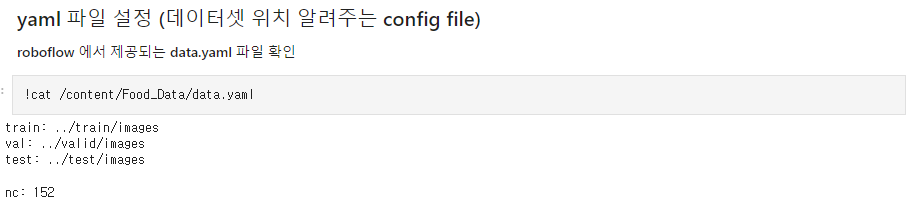 yaml 파일 설정 (데이터셋 위치 알려주는 config file)
roboflow 에서 제공되는 data.yaml 파일 확인
!cat /content/Food_Data/data.yaml
train: ../train/images
val: ../valid/images
test: ../test/images
nc: 152